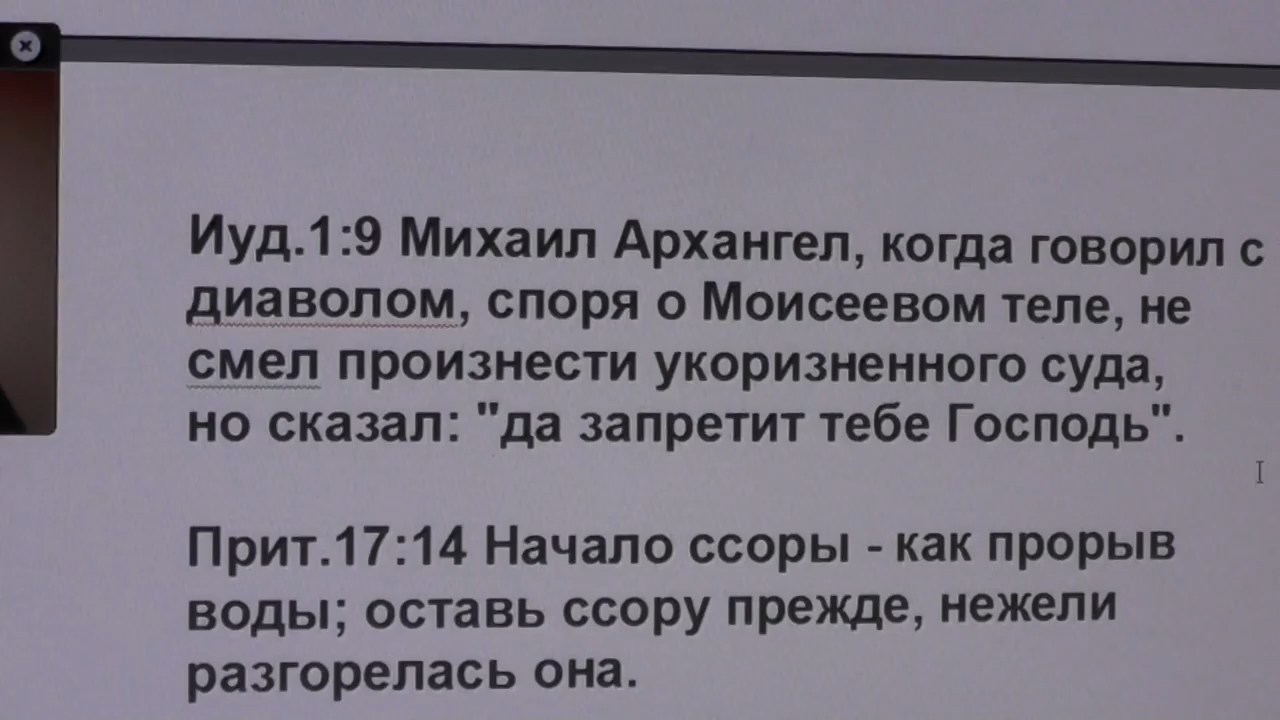 Иуд.1:9 Михаил Архангел, когда говорил с
диаволом, споря о Моисеевом теле, не
смел произнести укоризненного суда,
но сказал: "да запретит тебе Господь".
Прит.17:14 Начало ссоры - как прорыв
воды; оставь ссору прежде, нежели
разгорелась она.